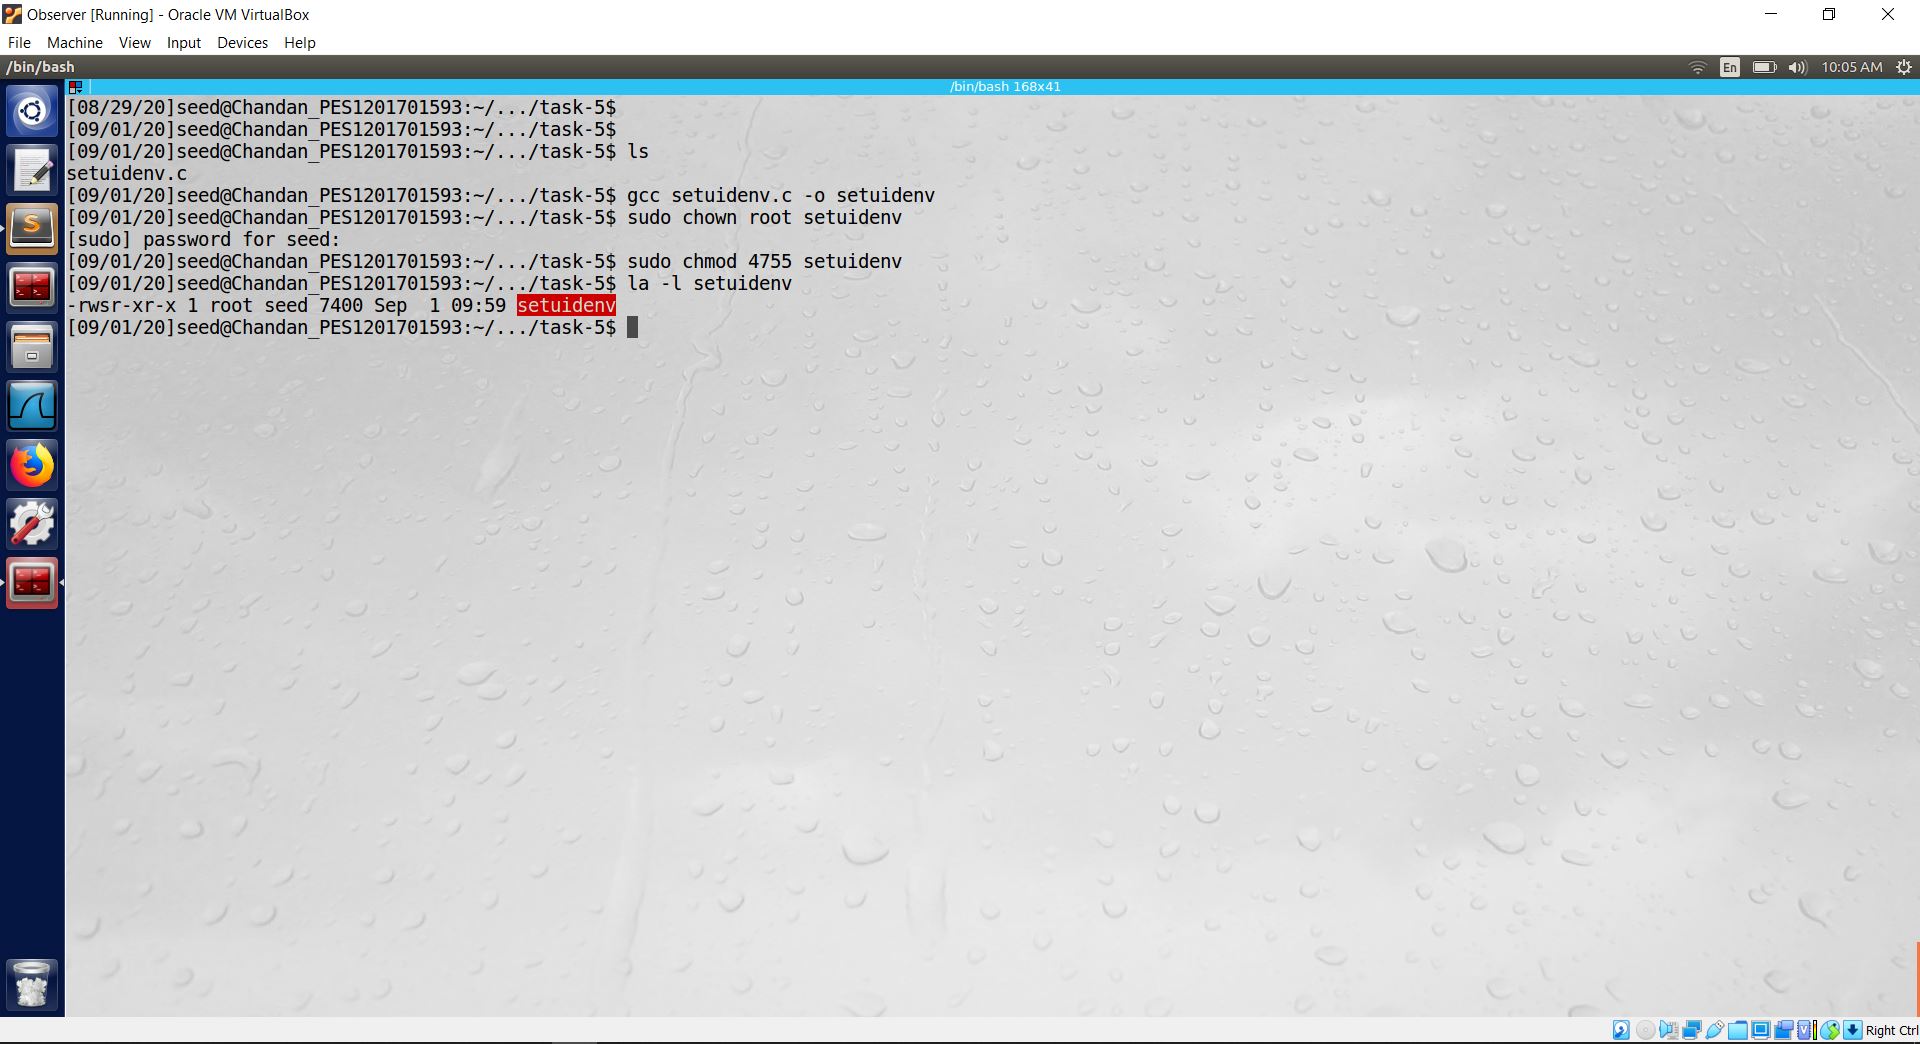 Observer [Running] - Oracle VM VirtualBox
File Machine View Input Devices Help
/bin/bash En 10:05 AM
/bin/bash 168x41
[08/29/20]seed@Chandan_PES1201701593:~/.../task-5$
[09/01/20]seed@Chandan_PES1201701593:~/.../task-5$
[09/01/20]seed@Chandan_PES1201701593:~/.../task-5$ ls
setuidenv.c
[09/01/20]seed@Chandan_PES1201701593:~/.../task-5$ gcc setuidenv.c -o setuidenv
[09/01/20]seed@Chandan_PES1201701593:~/.../task-5$ sudo chown root setuidenv
[sudo] password for seed:
[09/01/20]seed@Chandan_PES1201701593:~/.../task-5$ sudo chmod 4755 setuidenv
[09/01/20]seed@Chandan_PES1201701593:~/.../task-5$ la -l setuidenv
-rwsr-xr-x 1 root seed 7400 Sep  1 09:59 setuidenv
[09/01/20]seed@Chandan_PES1201701593:~/.../task-5$
Right Ctrl